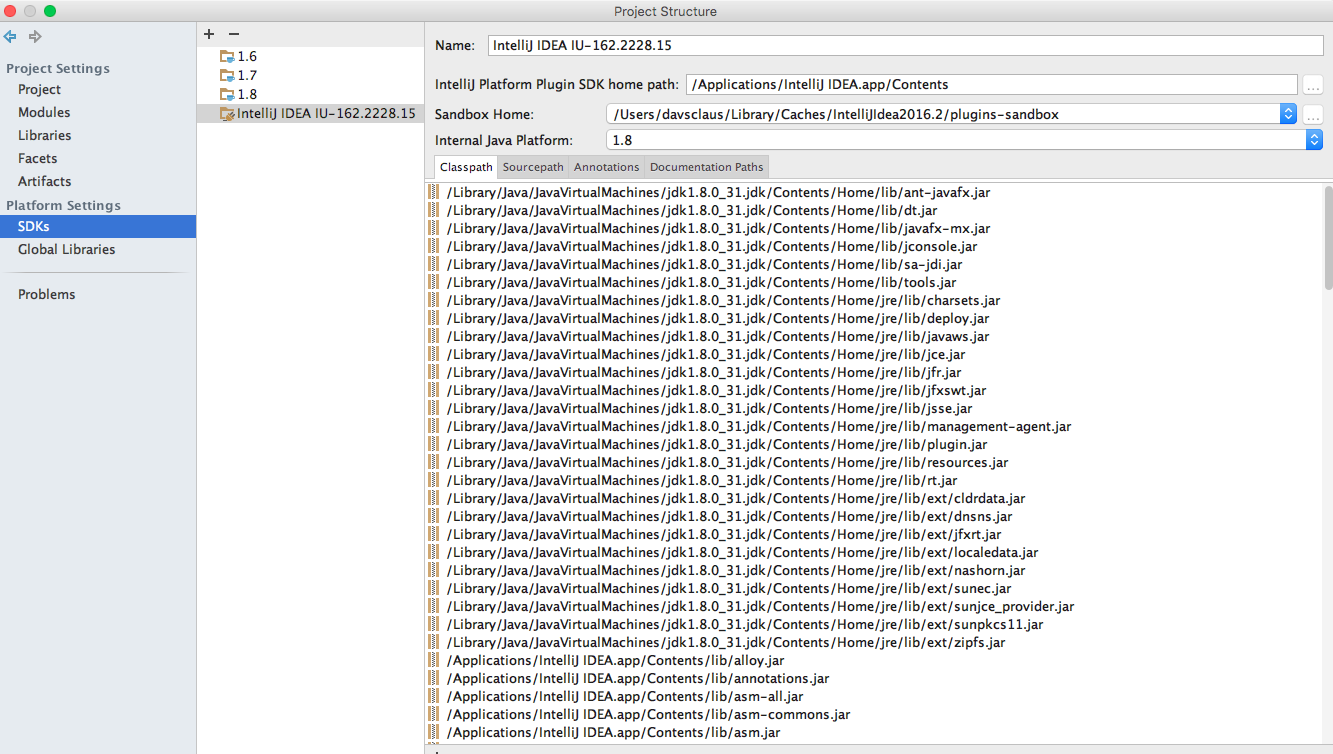 Project Structure
Project Settings
Project
Modules
Libraries
Facets
Artifacts
Platform Settings
SDKs
Global Libraries
Problems
1.6
1.7
1.8
IntelliJ IDEA IU-162.2228.15
Name: IntelliJ IDEA IU-162.2228.15
IntelliJ Platform Plugin SDK home path: /Applications/IntelliJ IDEA.app/Contents ...
Sandbox Home: /Users/davsclaus/Library/Caches/IntelliJIdea2016.2/plugins-sandbox ...
Internal Java Platform: 1.8
Classpath Sourcepath Annotations Documentation Paths
/Library/Java/JavaVirtualMachines/jdk1.8.0_31.jdk/Contents/Home/lib/ant-javafx.jar
/Library/Java/JavaVirtualMachines/jdk1.8.0_31.jdk/Contents/Home/lib/dt.jar
/Library/Java/JavaVirtualMachines/jdk1.8.0_31.jdk/Contents/Home/lib/javafx-mx.jar
/Library/Java/JavaVirtualMachines/jdk1.8.0_31.jdk/Contents/Home/lib/jconsole.jar
/Library/Java/JavaVirtualMachines/jdk1.8.0_31.jdk/Contents/Home/lib/sa-jdi.jar
/Library/Java/JavaVirtualMachines/jdk1.8.0_31.jdk/Contents/Home/lib/tools.jar
/Library/Java/JavaVirtualMachines/jdk1.8.0_31.jdk/Contents/Home/jre/lib/charsets.jar
/Library/Java/JavaVirtualMachines/jdk1.8.0_31.jdk/Contents/Home/jre/lib/deploy.jar
/Library/Java/JavaVirtualMachines/jdk1.8.0_31.jdk/Contents/Home/jre/lib/javaws.jar
/Library/Java/JavaVirtualMachines/jdk1.8.0_31.jdk/Contents/Home/jre/lib/jce.jar
/Library/Java/JavaVirtualMachines/jdk1.8.0_31.jdk/Contents/Home/jre/lib/jfr.jar
/Library/Java/JavaVirtualMachines/jdk1.8.0_31.jdk/Contents/Home/jre/lib/jfxswt.jar
/Library/Java/JavaVirtualMachines/jdk1.8.0_31.jdk/Contents/Home/jre/lib/jsse.jar
/Library/Java/JavaVirtualMachines/jdk1.8.0_31.jdk/Contents/Home/jre/lib/management-agent.jar
/Library/Java/JavaVirtualMachines/jdk1.8.0_31.jdk/Contents/Home/jre/lib/plugin.jar
/Library/Java/JavaVirtualMachines/jdk1.8.0_31.jdk/Contents/Home/jre/lib/resources.jar
/Library/Java/JavaVirtualMachines/jdk1.8.0_31.jdk/Contents/Home/jre/lib/rt.jar
/Library/Java/JavaVirtualMachines/jdk1.8.0_31.jdk/Contents/Home/jre/lib/ext/cldrdata.jar
/Library/Java/JavaVirtualMachines/jdk1.8.0_31.jdk/Contents/Home/jre/lib/ext/dnsns.jar
/Library/Java/JavaVirtualMachines/jdk1.8.0_31.jdk/Contents/Home/jre/lib/ext/jfxrt.jar
/Library/Java/JavaVirtualMachines/jdk1.8.0_31.jdk/Contents/Home/jre/lib/ext/localedata.jar
/Library/Java/JavaVirtualMachines/jdk1.8.0_31.jdk/Contents/Home/jre/lib/ext/nashorn.jar
/Library/Java/JavaVirtualMachines/jdk1.8.0_31.jdk/Contents/Home/jre/lib/ext/sunec.jar
/Library/Java/JavaVirtualMachines/jdk1.8.0_31.jdk/Contents/Home/jre/lib/ext/sunjce_provider.jar
/Library/Java/JavaVirtualMachines/jdk1.8.0_31.jdk/Contents/Home/jre/lib/ext/sunpkcs11.jar
/Library/Java/JavaVirtualMachines/jdk1.8.0_31.jdk/Contents/Home/jre/lib/ext/zipfs.jar
/Applications/IntelliJ IDEA.app/Contents/lib/alloy.jar
/Applications/IntelliJ IDEA.app/Contents/lib/annotations.jar
/Applications/IntelliJ IDEA.app/Contents/lib/asm-all.jar
/Applications/IntelliJ IDEA.app/Contents/lib/asm-commons.jar
/Applications/IntelliJ IDEA.app/Contents/lib/asm.jar